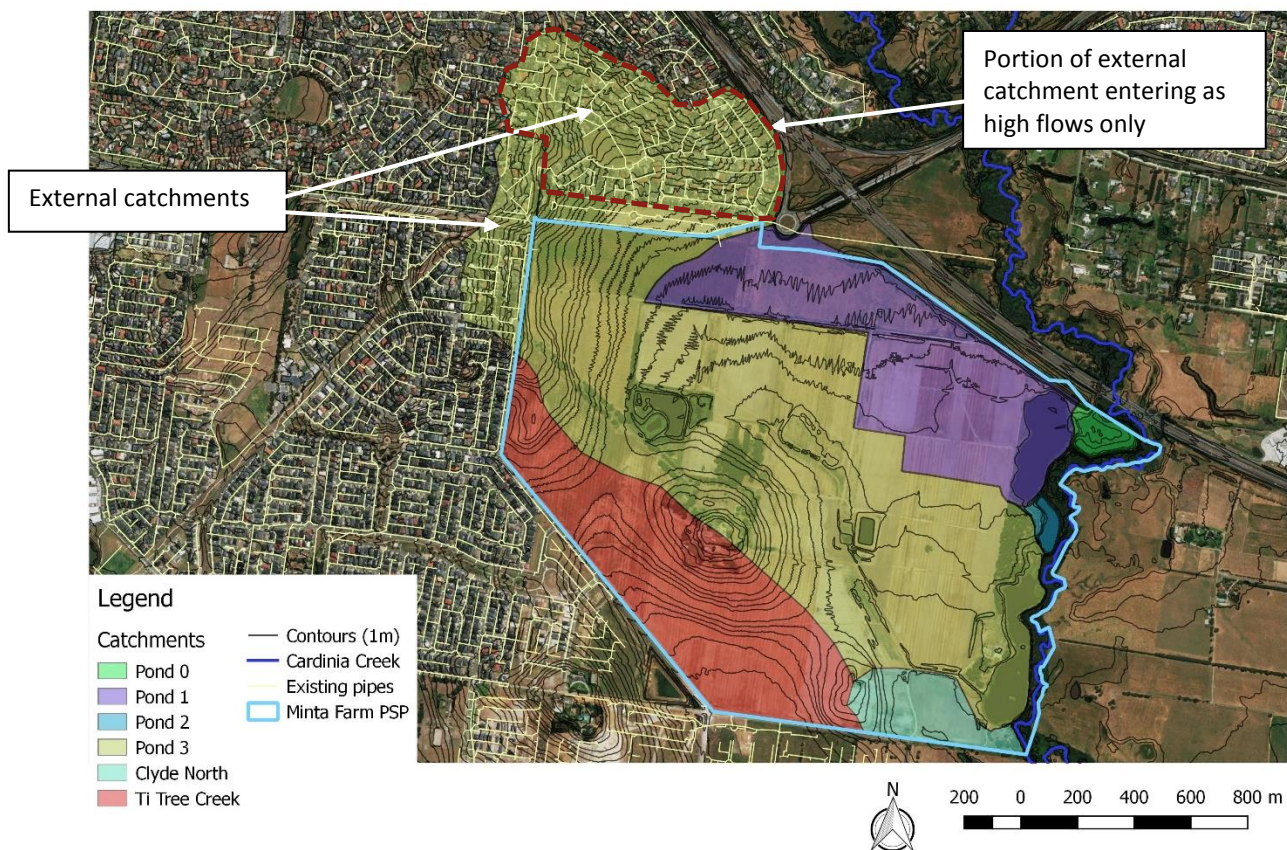 Portion of external
catchment entering as
high flows only
External catchments
Legend
Catchments
Pond 0
Pond 1
Pond 2
Pond 3
Clyde North
Ti Tree Creek
Contours (1m)
Cardinia Creek
Existing pipes
Minta Farm PSP
N
200 0 200 400 600 800 m